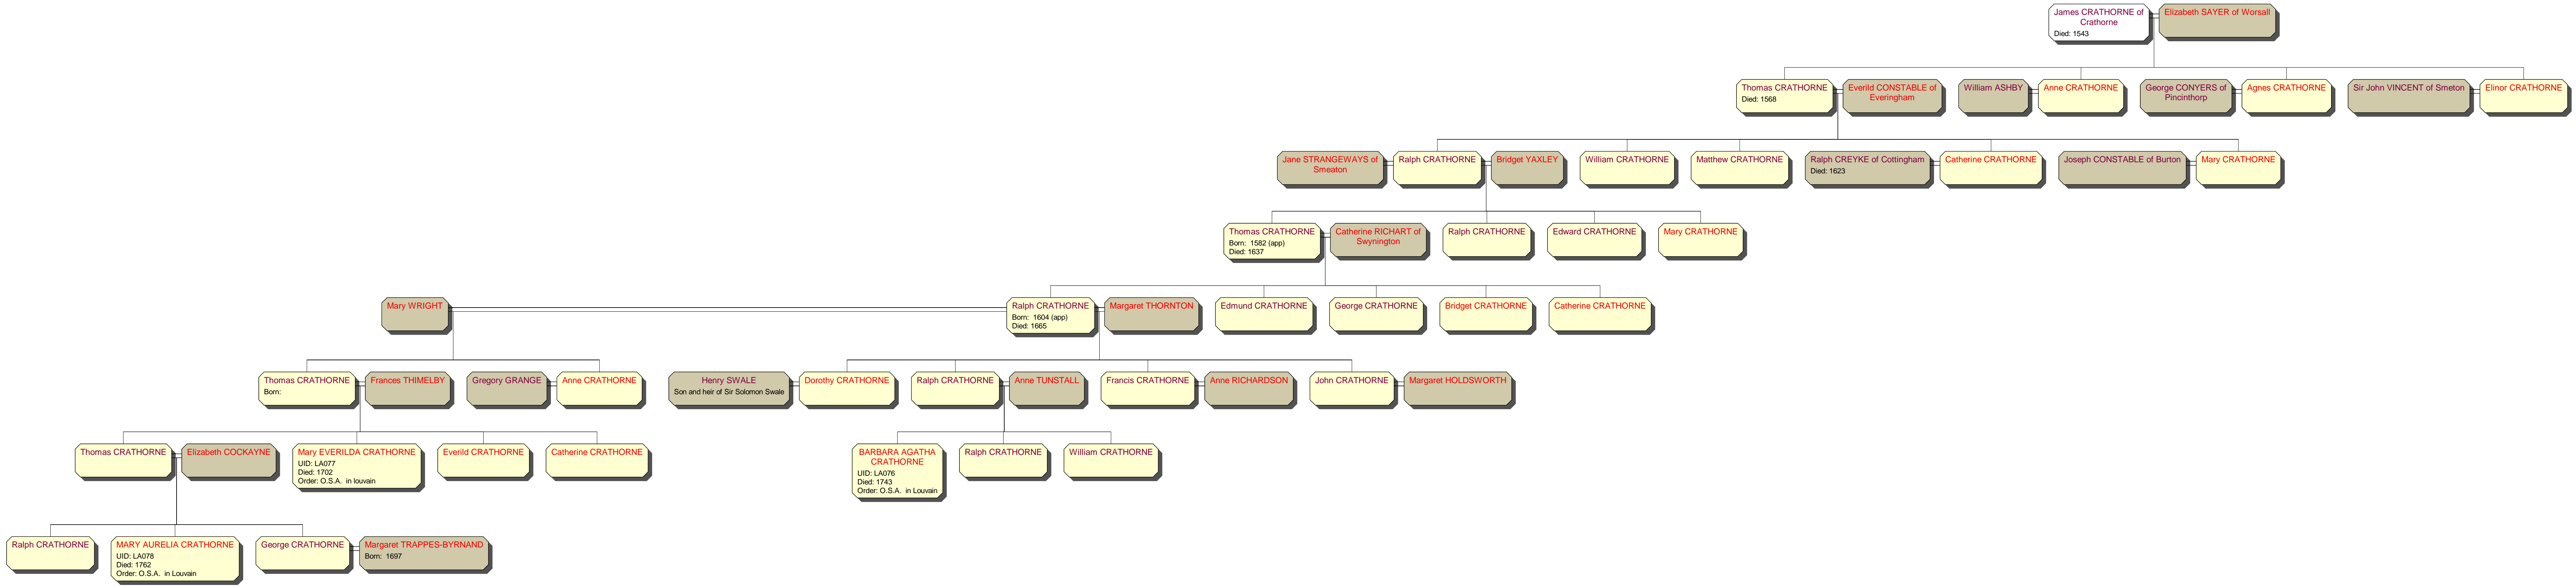 James CRATHORNE of
Crathorne
Died: 1543
Elizabeth SAYER of Worsall
Thomas CRATHORNE
Died: 1568
Everild CONSTABLE of
Everingham
William ASHBY
Anne CRATHORNE
George CONYERS of
Pincinthorp
Agnes CRATHORNE
Sir John VINCENT of Smeton
Elinor CRATHORNE
Jane STRANGEWAYS of
Smeaton
Ralph CRATHORNE
Bridget YAXLEY
William CRATHORNE
Matthew CRATHORNE
Ralph CREYKE of Cottingham
Died: 1623
Catherine CRATHORNE
Joseph CONSTABLE of Burton
Mary CRATHORNE
Thomas CRATHORNE
Born: 1582 (app)
Died: 1637
Catherine RICHART of
Swynington
Ralph CRATHORNE
Edward CRATHORNE
Mary CRATHORNE
Mary WRIGHT
Ralph CRATHORNE
Born: 1604 (app)
Died: 1665
Margaret THORNTON
Edmund CRATHORNE
George CRATHORNE
Bridget CRATHORNE
Catherine CRATHORNE
Thomas CRATHORNE
Born:
Frances THIMELBY
Gregory GRANGE
Anne CRATHORNE
Henry SWALE
Son and heir of Sir Solomon Swale
Dorothy CRATHORNE
Ralph CRATHORNE
Anne TUNSTALL
Francis CRATHORNE
Anne RICHARDSON
John CRATHORNE
Margaret HOLDSWORTH
Thomas CRATHORNE
Elizabeth COCKAYNE
Mary EVERILDA CRATHORNE
UID: LA077
Died: 1702
Order: O.S.A. in louvain
Everild CRATHORNE
Catherine CRATHORNE
BARBARA AGATHA
CRATHORNE
UID: LA076
Died: 1743
Order: O.S.A. in Louvain
Ralph CRATHORNE
William CRATHORNE
Ralph CRATHORNE
MARY AURELIA CRATHORNE
UID: LA078
Died: 1762
Order: O.S.A. in Louvain
George CRATHORNE
Margaret TRAPPES-BYRNAND
Born: 1697